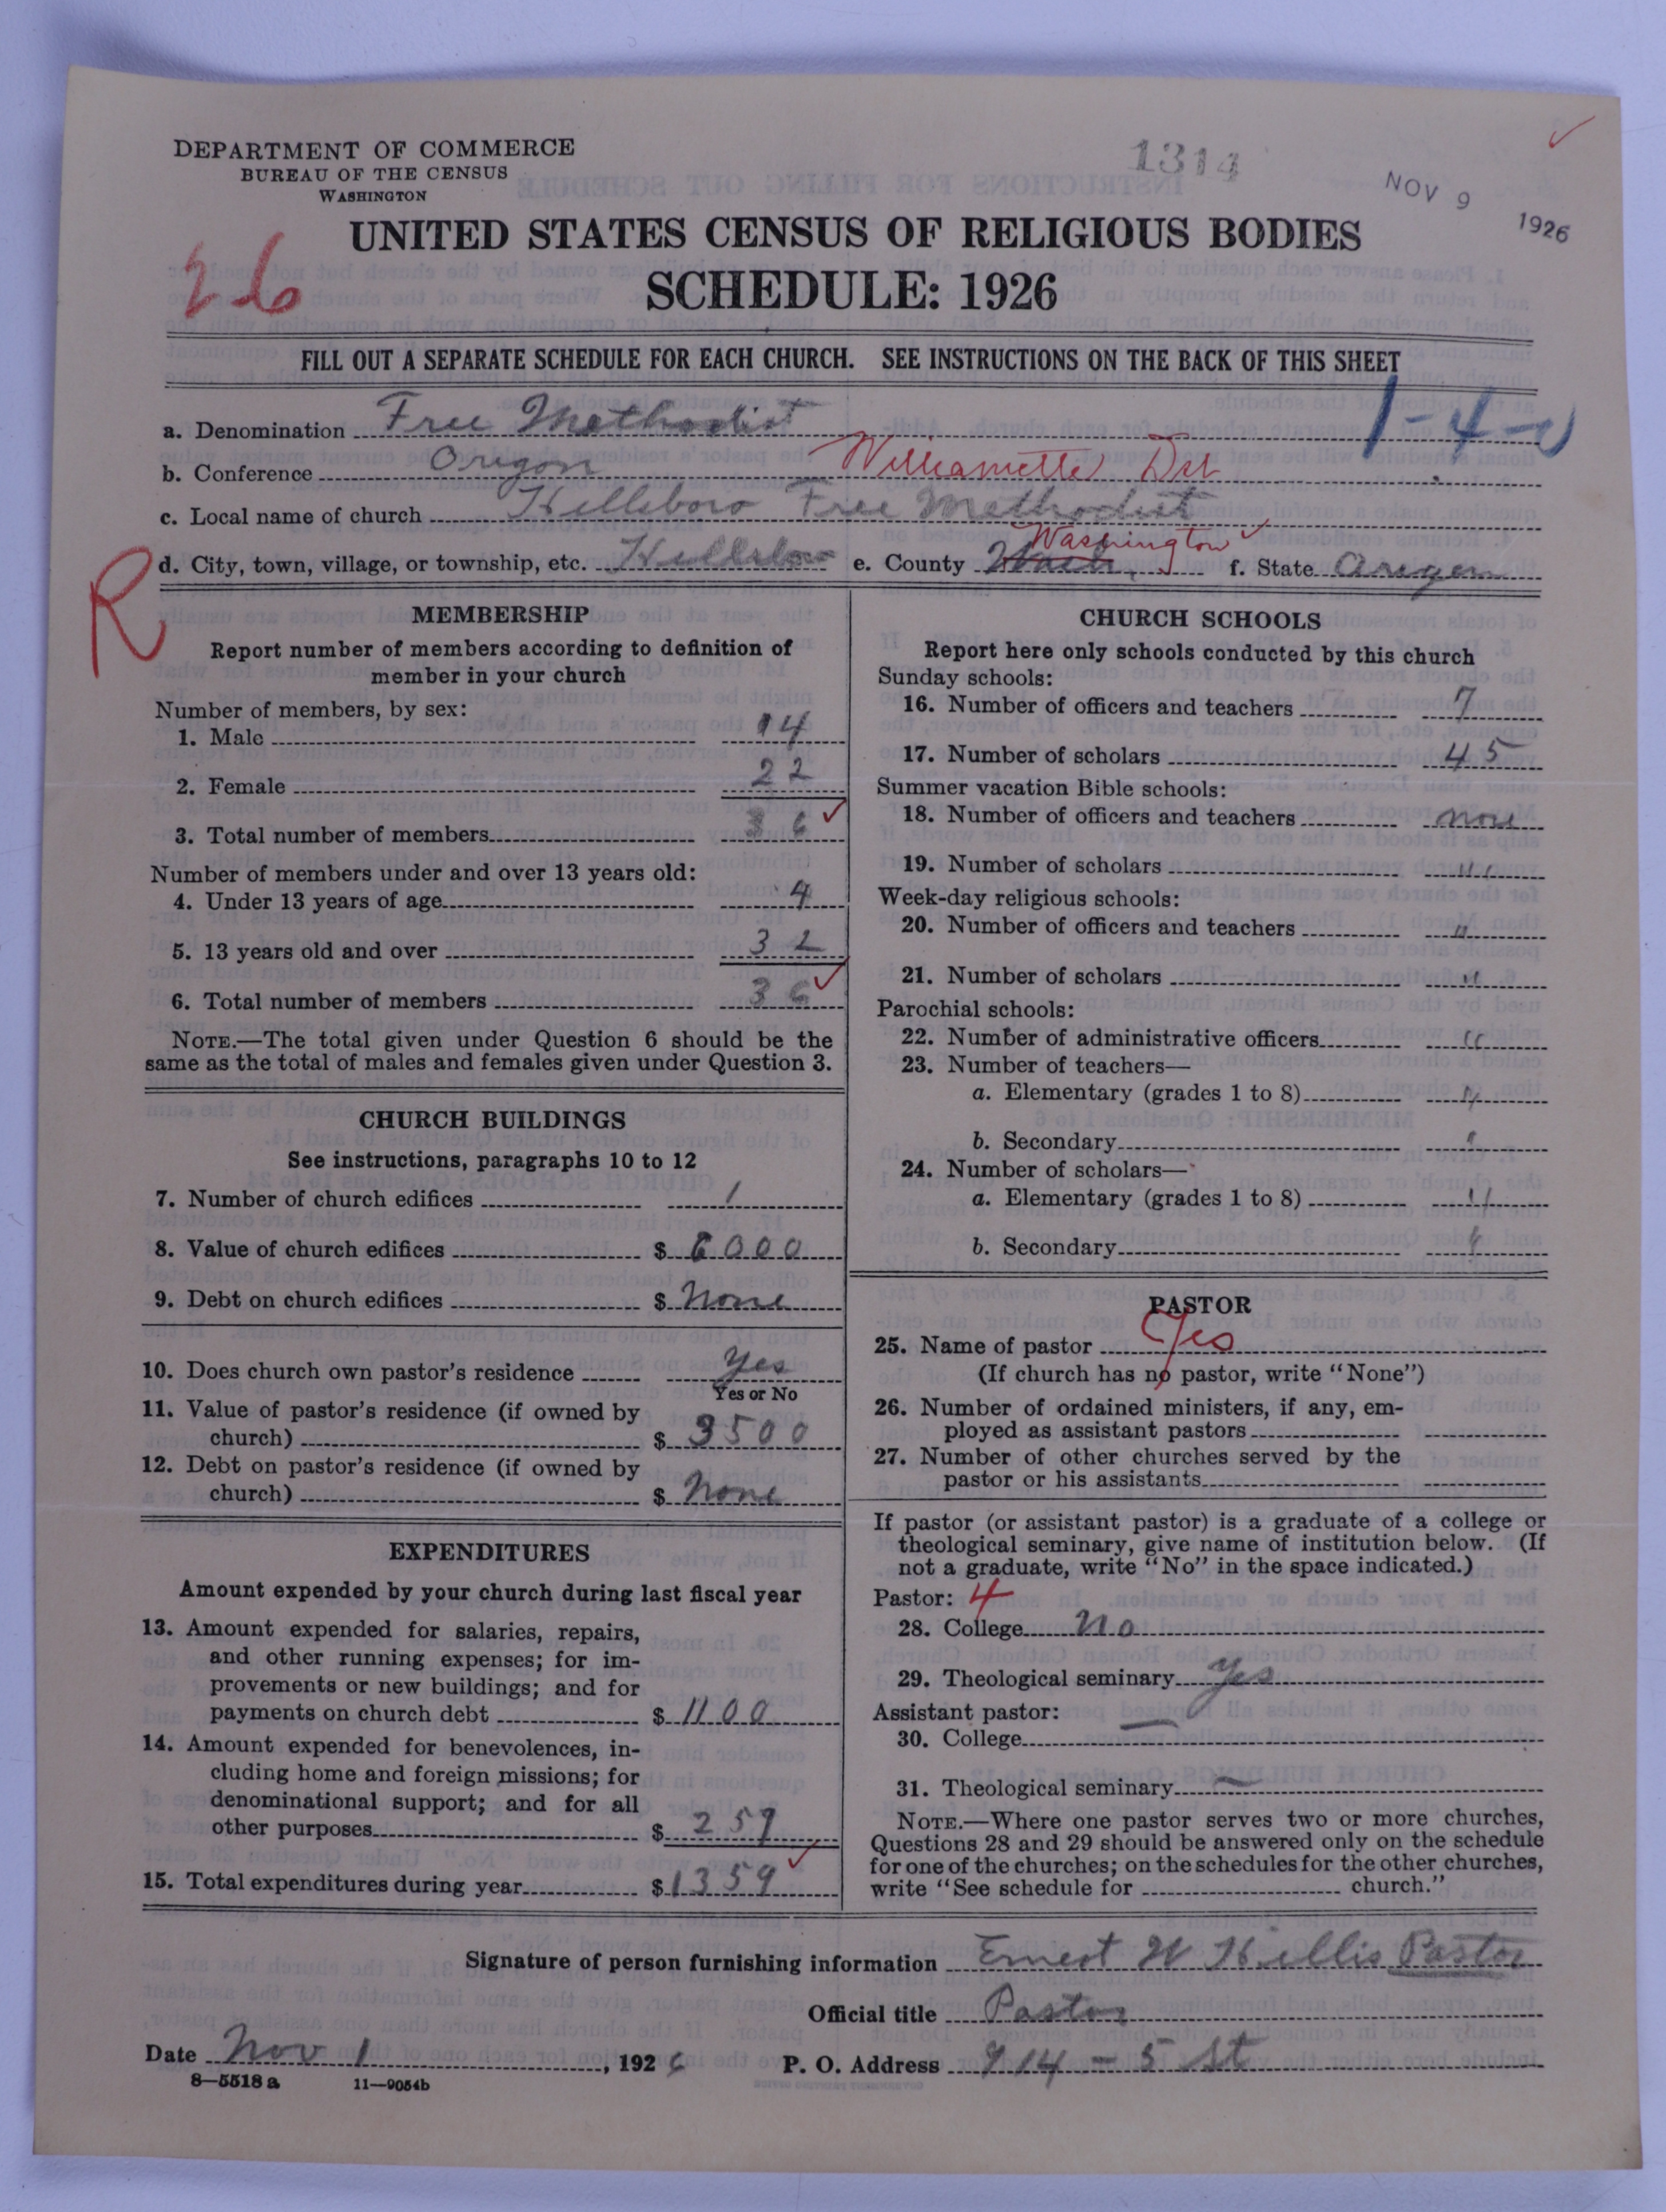 DEPARTMENT OF COMMERCE
BUREAU OF THE CENSUS
WASHINGTON
1314
NOV 9 1926
26
UNITED STATES CENSUS OF RELIGIOUS BODIES
SCHEDULE: 1926
FILL OUT A SEPARATE SCHEDULE FOR EACH CHURCH. SEE INSTRUCTIONS ON THE BACK OF THIS SHEET
a. Denomination Free Methodist
b. Conference Oregon Williamette Dst
c. Local name of church Hillsboro Free Methodist
R
d. City, town, village, or township, etc. Hillsboro e. County Wash. Washington f. State Oregon
MEMBERSHIP
Report number of members according to definition of
member in your church
Number of members, by sex:
1. Male 14
2. Female 22
3. Total number of members 36
Number of members under and over 13 years old:
4. Under 13 years of age 4
5. 13 years old and over 32
6. Total number of members 36
NOTE.—The total given under Question 6 should be the
same as the total of males and females given under Question 3.
CHURCH BUILDINGS
See instructions, paragraphs 10 to 12
7. Number of church edifices 1
8. Value of church edifices $ 6000
9. Debt on church edifices $ None
10. Does church own pastor's residence Yes
Yes or No
11. Value of pastor's residence (if owned by
church) $ 3500
12. Debt on pastor's residence (if owned by
church) $ None
EXPENDITURES
Amount expended by your church during last fiscal year
13. Amount expended for salaries, repairs,
and other running expenses; for im-
provements or new buildings; and for
payments on church debt $ 1100
14. Amount expended for benevolences, in-
cluding home and foreign missions; for
denominational support; and for all
other purposes $ 259
15. Total expenditures during year $ 1359
CHURCH SCHOOLS
Report here only schools conducted by this church
Sunday schools:
16. Number of officers and teachers 7
17. Number of scholars 45
Summer vacation Bible schools:
18. Number of officers and teachers none
19. Number of scholars "
Week-day religious schools:
20. Number of officers and teachers "
21. Number of scholars "
Parochial schools:
22. Number of administrative officers "
23. Number of teachers—
a. Elementary (grades 1 to 8) "
b. Secondary "
24. Number of scholars—
a. Elementary (grades 1 to 8) "
b. Secondary "
PASTOR
25. Name of pastor Yes
(If church has no pastor, write "None")
26. Number of ordained ministers, if any, em-
ployed as assistant pastors
27. Number of other churches served by the
pastor or his assistants
If pastor (or assistant pastor) is a graduate of a college or
theological seminary, give name of institution below. (If
not a graduate, write "No" in the space indicated.)
Pastor: 4
28. College No
29. Theological seminary Yes
Assistant pastor:
30. College —
31. Theological seminary —
NOTE.—Where one pastor serves two or more churches,
Questions 28 and 29 should be answered only on the schedule
for one of the churches; on the schedules for the other churches,
write "See schedule for church."
Signature of person furnishing information Ernest W Hillis Pastor
Official title Pastor
Date Nov 1, 1926 P. O. Address 914 - 5 St
8—5518a 11—9054b